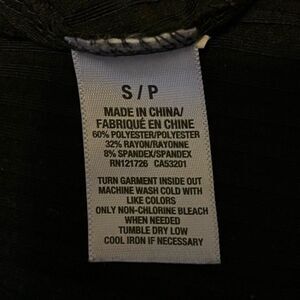 S / P
MADE IN CHINA/
FABRIQUÉ EN CHINE
60% POLYESTER/POLYESTER
32% RAYON/RAYONNE
8% SPANDEX/SPANDEX
RN121726 CA53201
TURN GARMENT INSIDE OUT
MACHINE WASH COLD WITH
LIKE COLORS
ONLY NON-CHLORINE BLEACH
WHEN NEEDED
TUMBLE DRY LOW
COOL IRON IF NECESSARY